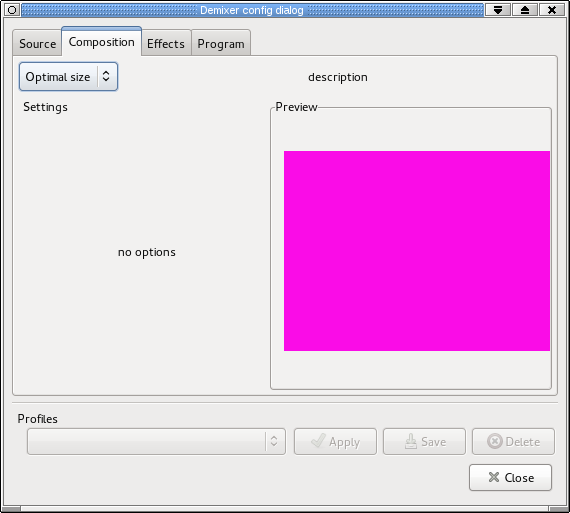 Demixer config dialog
Source Composition Effects Program
Optimal size description
Settings Preview
no options
Profiles
Apply Save Delete
Close